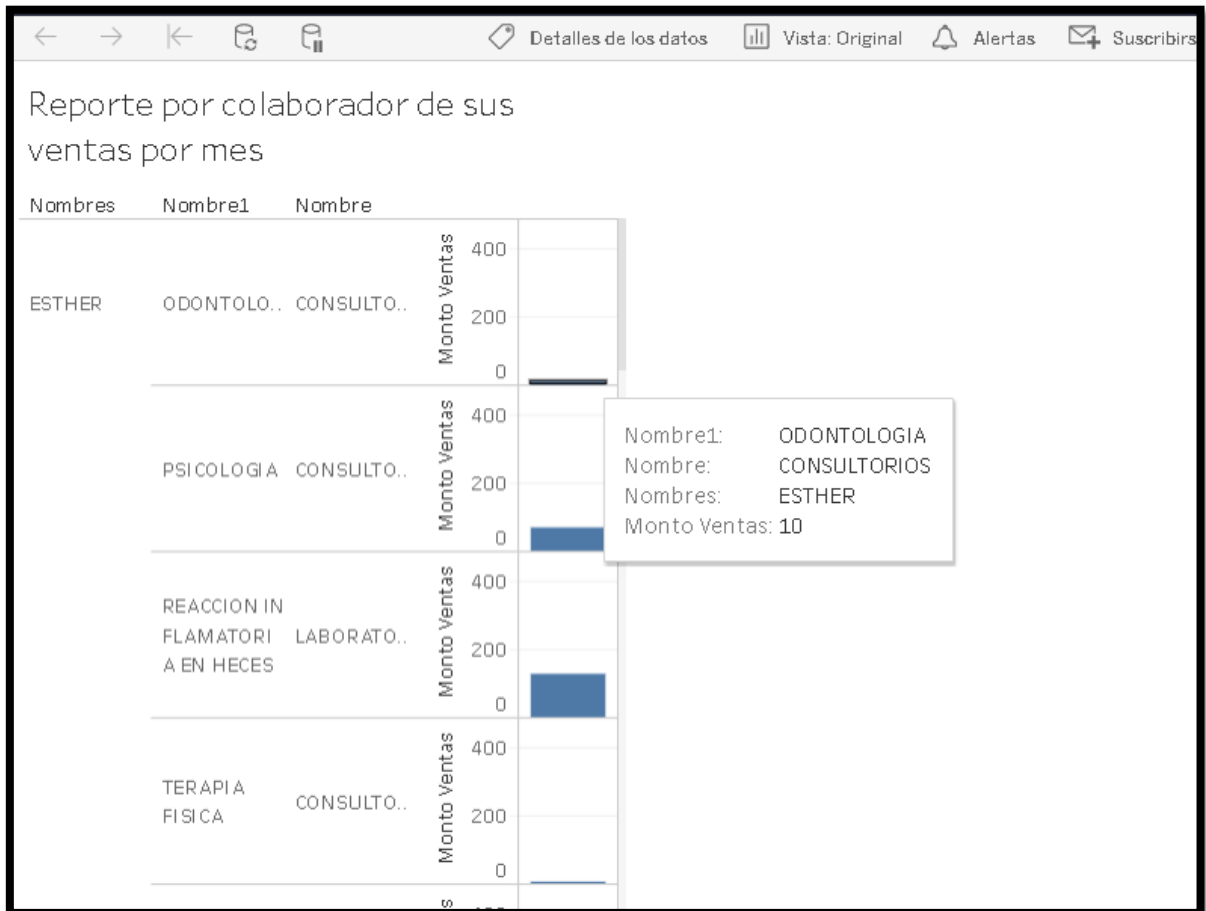 Detalles de los datos Vista: Original Alertas Suscribirs
Reporte por colaborador de sus
ventas por mes
Nombres Nombre1 Nombre
ESTHER ODONTOLO.. CONSULTO.. Monto Ventas
400
200
0
PSICOLOGIA CONSULTO.. Monto Ventas
400
200
0
Nombre1: ODONTOLOGIA
Nombre: CONSULTORIOS
Nombres: ESTHER
Monto Ventas: 10
REACCION IN
FLAMATORI
A EN HECES
LABORATO.. Monto Ventas
400
200
0
TERAPIA
FISICA
CONSULTO.. Monto Ventas
400
200
0